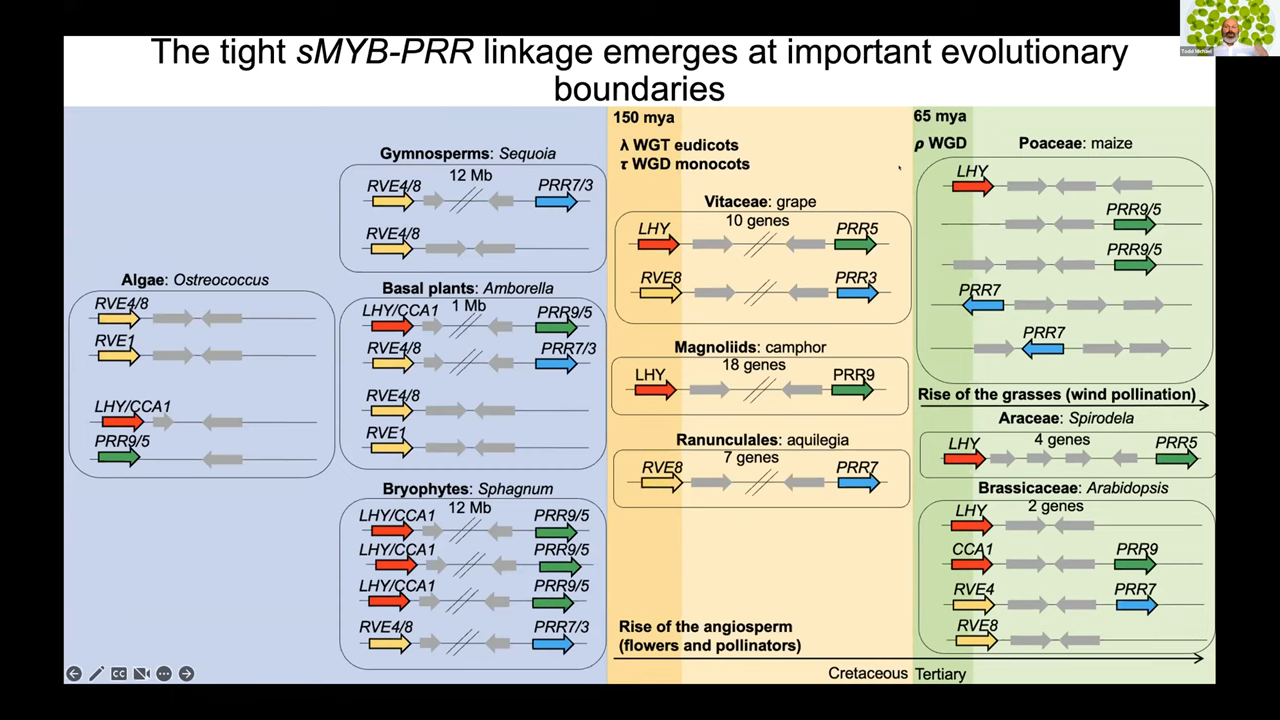 The tight sMYB-PRR linkage emerges at important evolutionary
boundaries
Todd Michael
Algae: Ostreococcus
RVE4/8
RVE1
LHY/CCA1
PRR9/5
Gymnosperms: Sequoia
12 Mb
RVE4/8 PRR7/3
RVE4/8
Basal plants: Amborella
LHY/CCA1 1 Mb PRR9/5
RVE4/8 PRR7/3
RVE4/8
RVE1
Bryophytes: Sphagnum
12 Mb
LHY/CCA1 PRR9/5
LHY/CCA1 PRR9/5
LHY/CCA1 PRR9/5
RVE4/8 PRR7/3
150 mya
λ WGT eudicots
τ WGD monocots
Vitaceae: grape
10 genes
LHY PRR5
RVE8 PRR3
Magnoliids: camphor
18 genes
LHY PRR9
Ranunculales: aquilegia
7 genes
RVE8 PRR7
Rise of the angiosperm
(flowers and pollinators)
Cretaceous
65 mya
ρ WGD
Poaceae: maize
LHY
PRR9/5
PRR9/5
PRR7
PRR7
Rise of the grasses (wind pollination)
Araceae: Spirodela
LHY 4 genes PRR5
Brassicaceae: Arabidopsis
LHY 2 genes
CCA1 PRR9
RVE4 PRR7
RVE8
Tertiary
CC